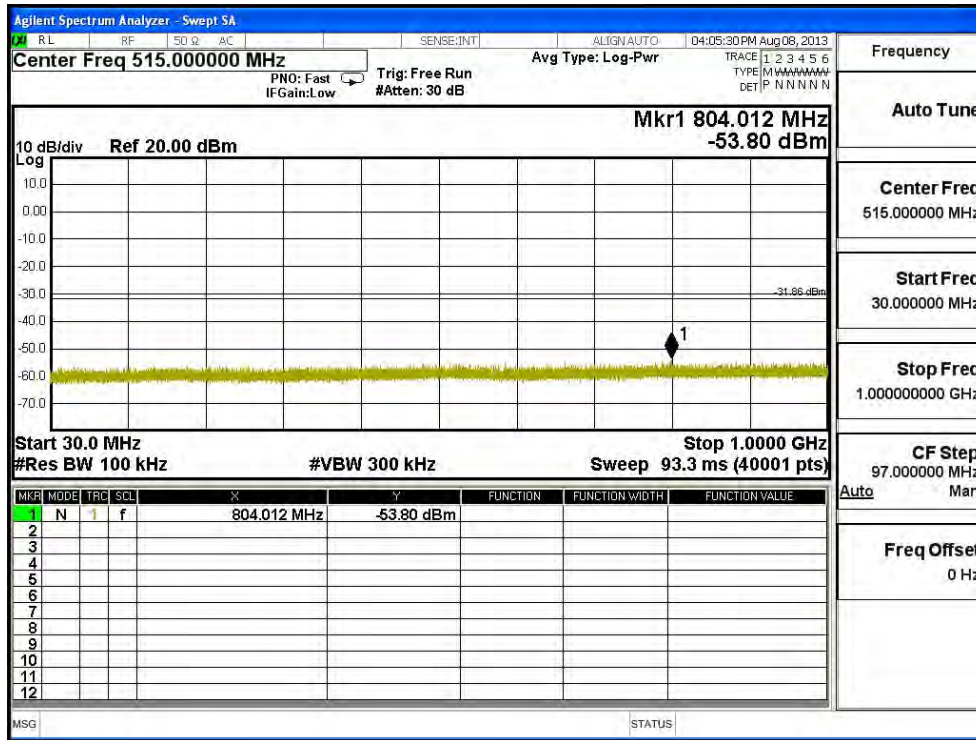 Agilent Spectrum Analyzer - Swept SA
RL RF 50 Ω AC SENSE:INT ALIGNAUTO 04:05:30 PM Aug 08, 2013
Center Freq 515.000000 MHz
Avg Type: Log-Pwr
TRACE 1 2 3 4 5 6
TYPE M WWWWW
DET P N N N N N
PNO: Fast
IFGain:Low
Trig: Free Run
#Atten: 30 dB
Mkr1 804.012 MHz
-53.80 dBm
10 dB/div Ref 20.00 dBm
Log
10.0
0.00
-10.0
-20.0
-30.0
-31.86 dBm
-40.0
1
-50.0
-60.0
-70.0
Start 30.0 MHz Stop 1.0000 GHz
#Res BW 100 kHz #VBW 300 kHz Sweep 93.3 ms (40001 pts)
MKR MODE TRC SCL X Y FUNCTION FUNCTION WIDTH FUNCTION VALUE
1 N 1 f 804.012 MHz -53.80 dBm
2
3
4
5
6
7
8
9
10
11
12
MSG STATUS
Frequency
Auto Tune
Center Freq
515.000000 MHz
Start Freq
30.000000 MHz
Stop Freq
1.000000000 GHz
CF Step
97.000000 MHz
Auto Man
Freq Offset
0 Hz